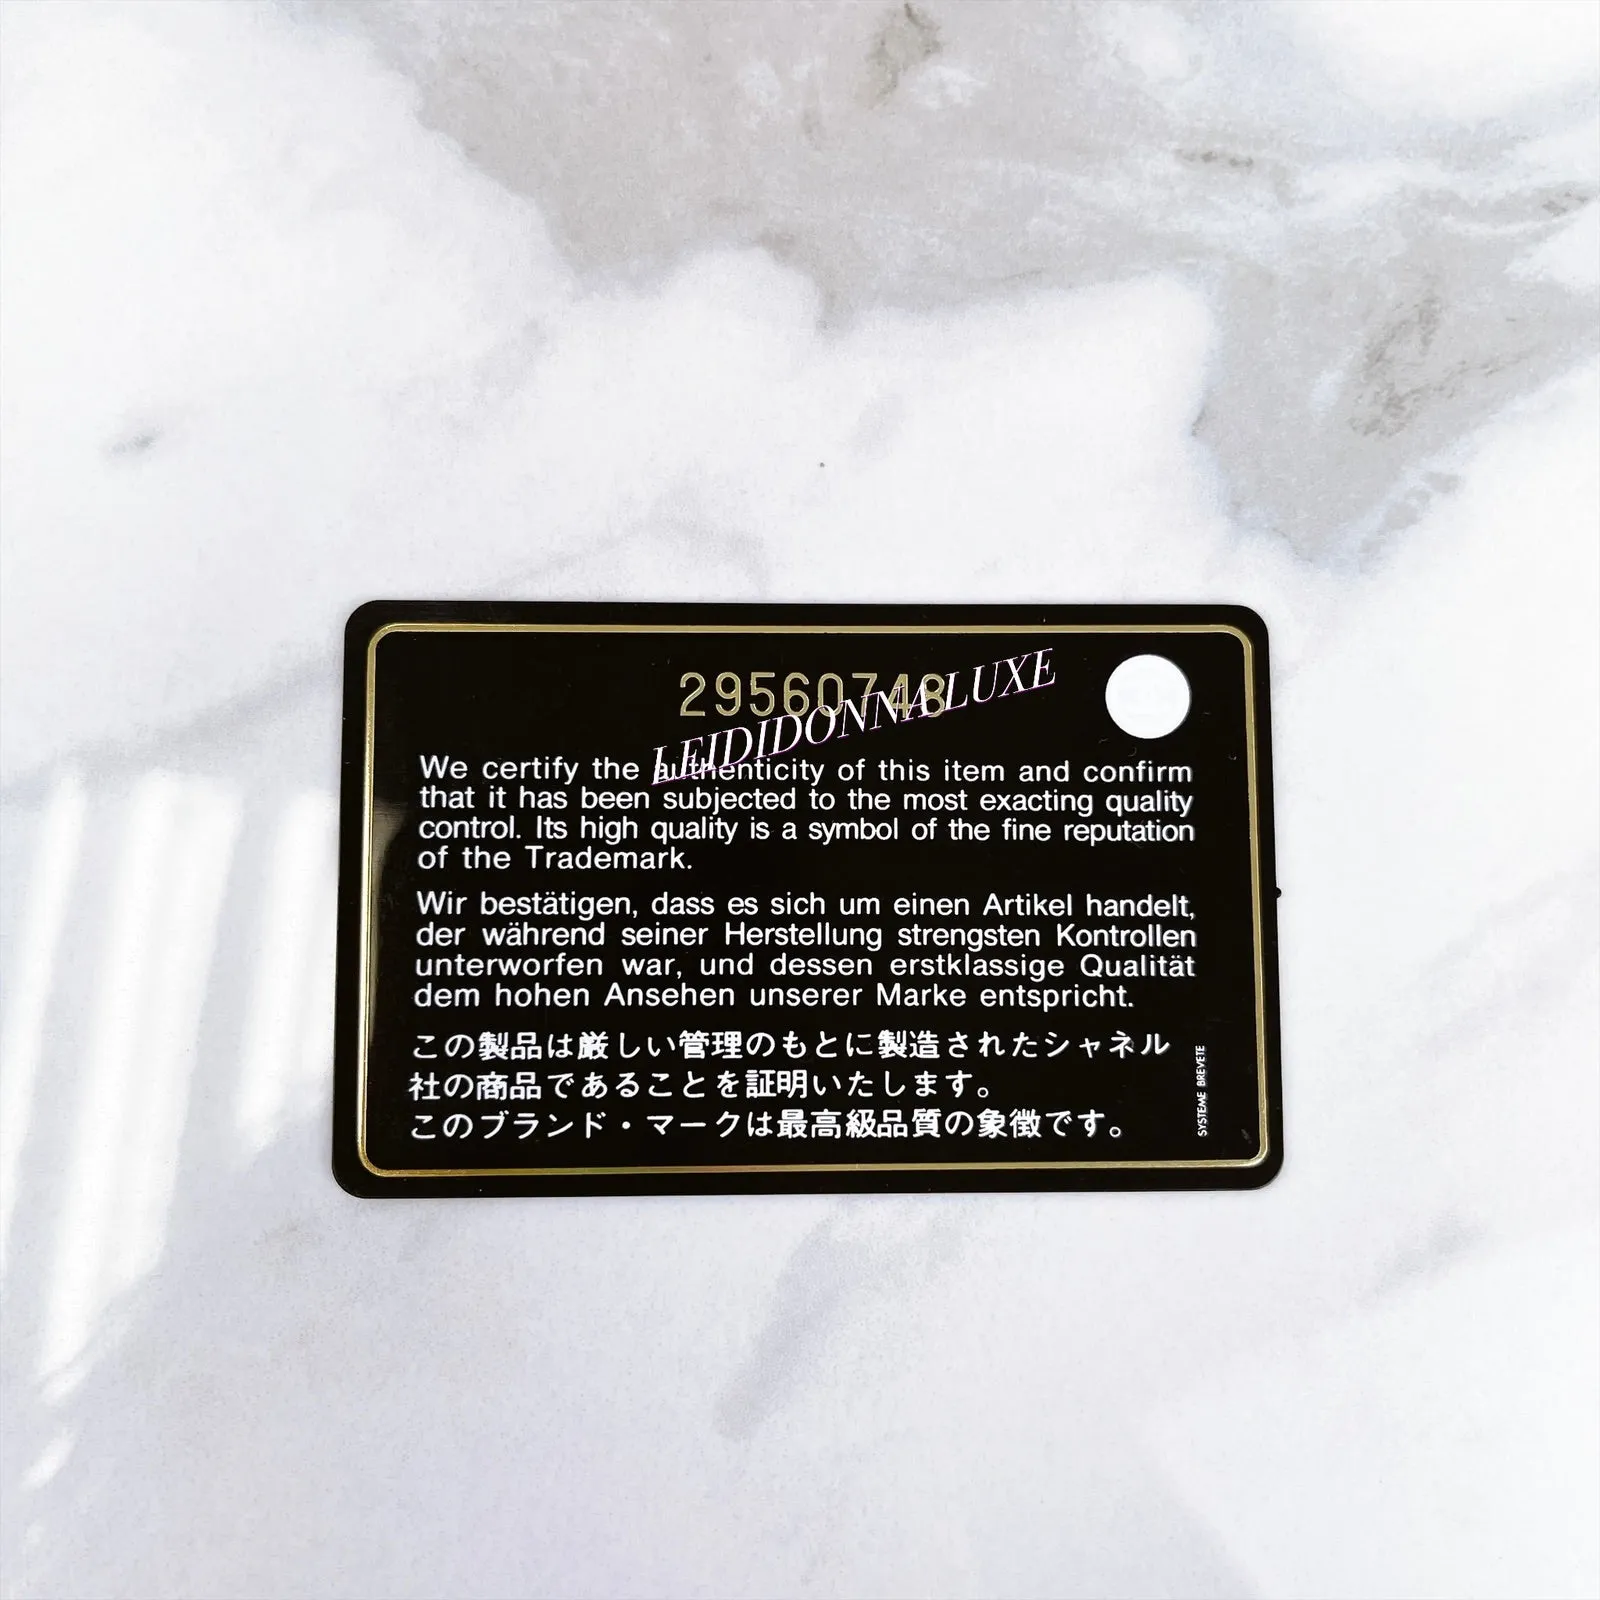 29560748
LEIDIDONNA LUXE
We certify the authenticity of this item and confirm
that it has been subjected to the most exacting quality
control. Its high quality is a symbol of the fine reputation
of the Trademark.
Wir bestätigen, dass es sich um einen Artikel handelt,
der während seiner Herstellung strengsten Kontrollen
unterworfen war, und dessen erstklassige Qualität
dem hohen Ansehen unserer Marke entspricht.
この製品は厳しい管理のもとに製造されたシャネル
社の商品であることを証明いたします。
このブランド・マークは最高級品質の象徴です。
SYSTEME BREVETE